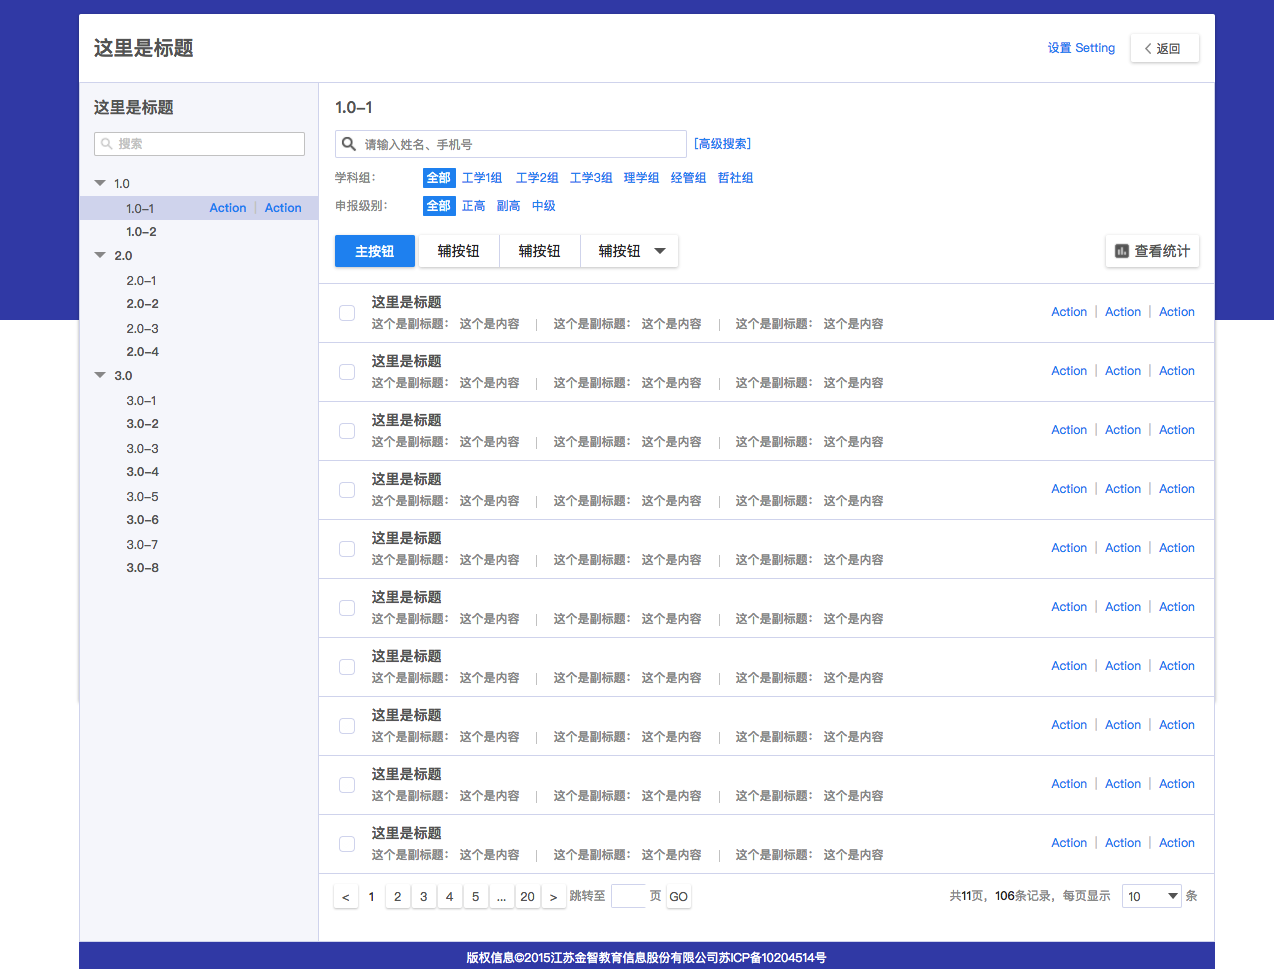 这里是标题
设置 Setting
返回
这里是标题
搜索
1.0
1.0-1 Action Action
1.0-2
2.0
2.0-1
2.0-2
2.0-3
2.0-4
3.0
3.0-1
3.0-2
3.0-3
3.0-4
3.0-5
3.0-6
3.0-7
3.0-8
1.0-1
请输入姓名、手机号 [高级搜索]
学科组: 全部 工学1组 工学2组 工学3组 理学组 经管组 哲社组
申报级别: 全部 正高 副高 中级
主按钮 辅按钮 辅按钮 辅按钮 查看统计
这里是标题
这个是副标题: 这个是内容 | 这个是副标题: 这个是内容 | 这个是副标题: 这个是内容
Action | Action | Action
这里是标题
这个是副标题: 这个是内容 | 这个是副标题: 这个是内容 | 这个是副标题: 这个是内容
Action | Action | Action
这里是标题
这个是副标题: 这个是内容 | 这个是副标题: 这个是内容 | 这个是副标题: 这个是内容
Action | Action | Action
这里是标题
这个是副标题: 这个是内容 | 这个是副标题: 这个是内容 | 这个是副标题: 这个是内容
Action | Action | Action
这里是标题
这个是副标题: 这个是内容 | 这个是副标题: 这个是内容 | 这个是副标题: 这个是内容
Action | Action | Action
这里是标题
这个是副标题: 这个是内容 | 这个是副标题: 这个是内容 | 这个是副标题: 这个是内容
Action | Action | Action
这里是标题
这个是副标题: 这个是内容 | 这个是副标题: 这个是内容 | 这个是副标题: 这个是内容
Action | Action | Action
这里是标题
这个是副标题: 这个是内容 | 这个是副标题: 这个是内容 | 这个是副标题: 这个是内容
Action | Action | Action
这里是标题
这个是副标题: 这个是内容 | 这个是副标题: 这个是内容 | 这个是副标题: 这个是内容
Action | Action | Action
这里是标题
这个是副标题: 这个是内容 | 这个是副标题: 这个是内容 | 这个是副标题: 这个是内容
Action | Action | Action
< 1 2 3 4 5 ... 20 > 跳转至 页 GO
共11页，106条记录，每页显示 10 条
版权信息©2015江苏金智教育信息股份有限公司苏ICP备10204514号